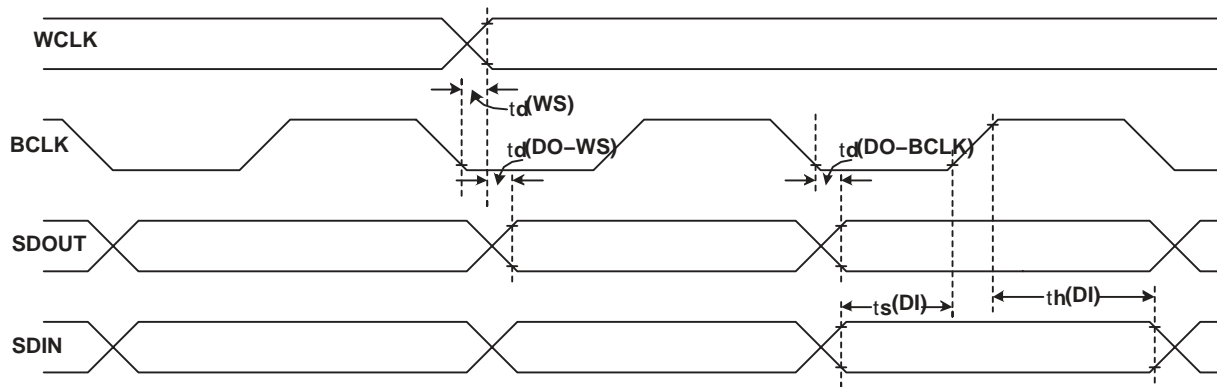 WCLK
td(WS)
BCLK
td(DO–WS)
td(DO–BCLK)
SDOUT
ts(DI)
th(DI)
SDIN